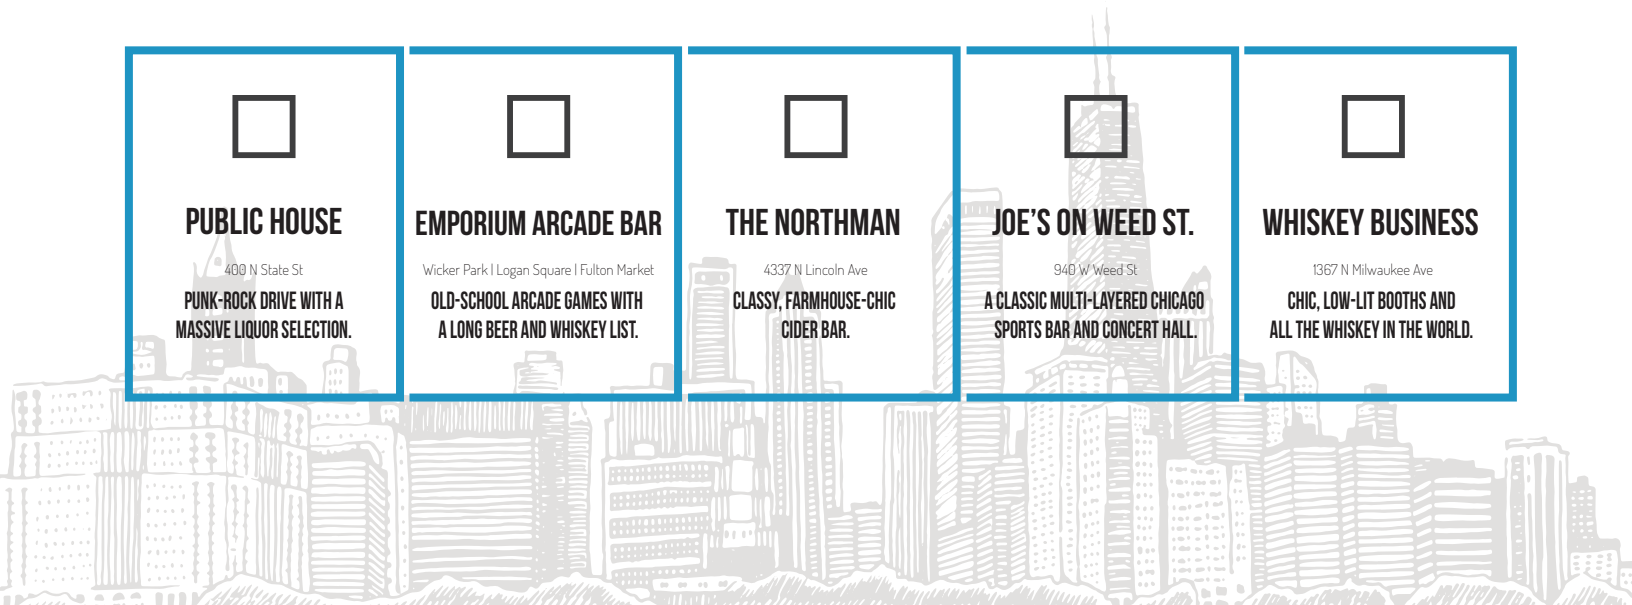 PUBLIC HOUSE
400 N State St
PUNK-ROCK DRIVE WITH A
MASSIVE LIQUOR SELECTION.
EMPORIUM ARCADE BAR
Wicker Park | Logan Square | Fulton Market
OLD-SCHOOL ARCADE GAMES WITH
A LONG BEER AND WHISKEY LIST.
THE NORTHMAN
4337 N Lincoln Ave
CLASSY, FARMHOUSE-CHIC
CIDER BAR.
JOE'S ON WEED ST.
940 W Weed St
A CLASSIC MULTI-LAYERED CHICAGO
SPORTS BAR AND CONCERT HALL.
WHISKEY BUSINESS
1367 N Milwaukee Ave
CHIC, LOW-LIT BOOTHS AND
ALL THE WHISKEY IN THE WORLD.